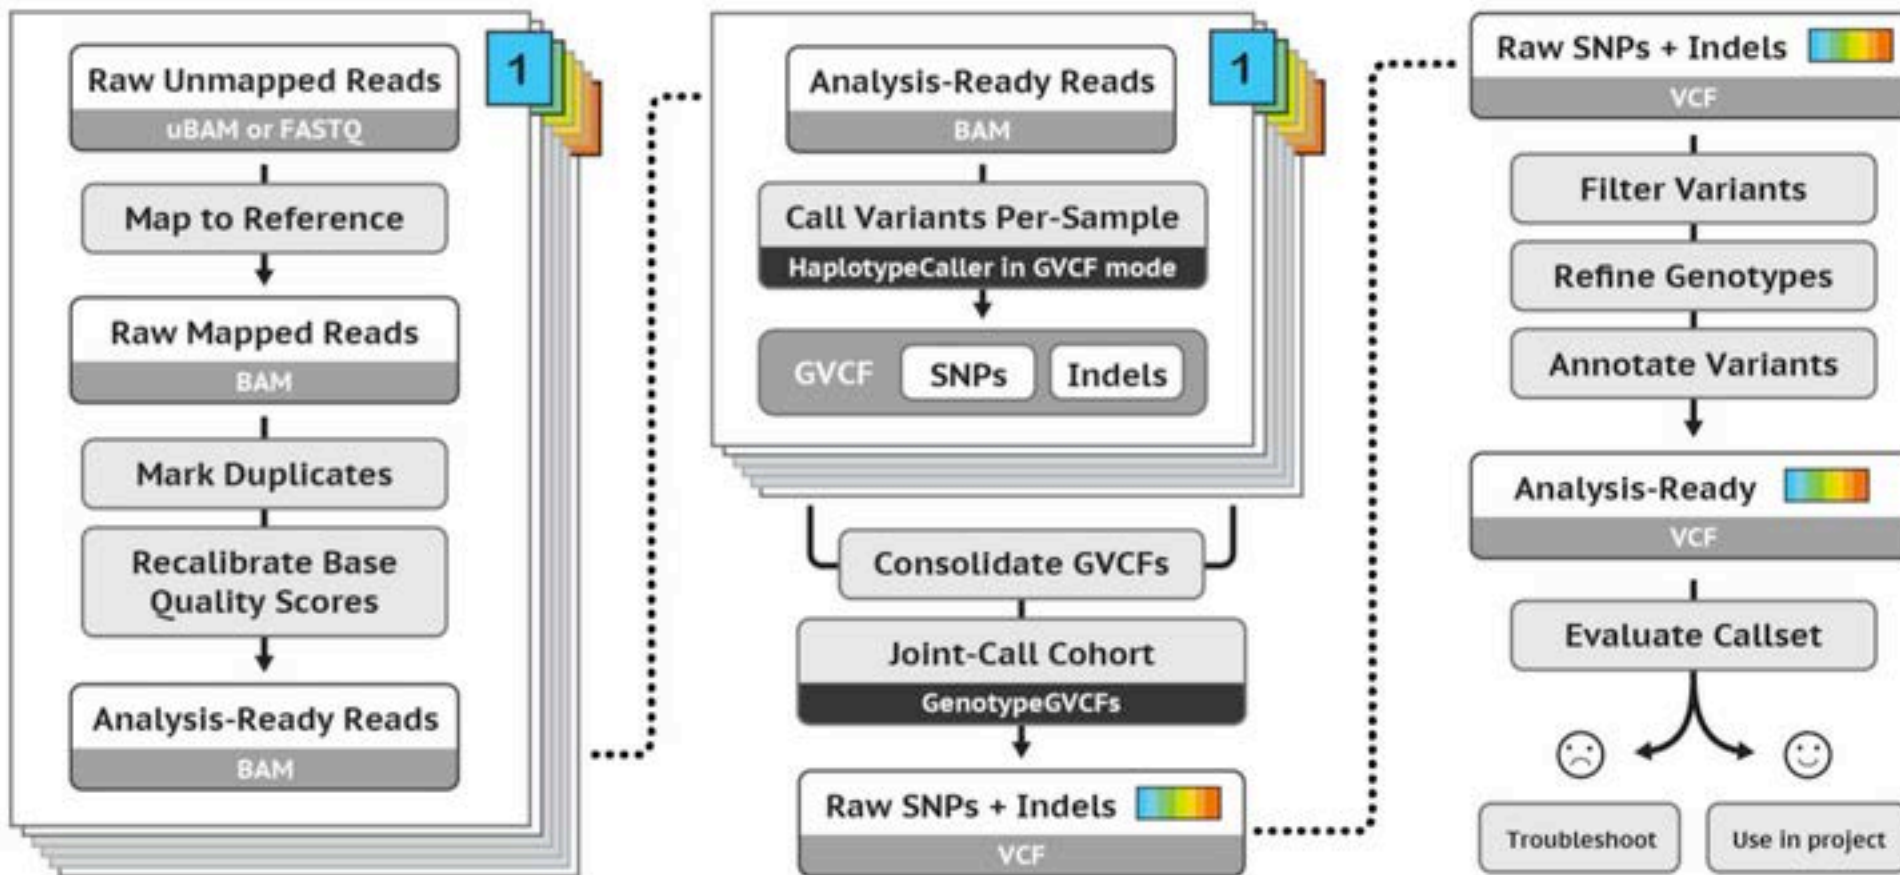 Raw Unmapped Reads
uBAM or FASTQ
1
Map to Reference
Raw Mapped Reads
BAM
Mark Duplicates
Recalibrate Base
Quality Scores
Analysis-Ready Reads
BAM
Analysis-Ready Reads
BAM
1
Call Variants Per-Sample
HaplotypeCaller in GVCF mode
GVCF SNPs Indels
Consolidate GVCFs
Joint-Call Cohort
GenotypeGVCFs
Raw SNPs + Indels
VCF
Raw SNPs + Indels
VCF
Filter Variants
Refine Genotypes
Annotate Variants
Analysis-Ready
VCF
Evaluate Callset
Troubleshoot
Use in project